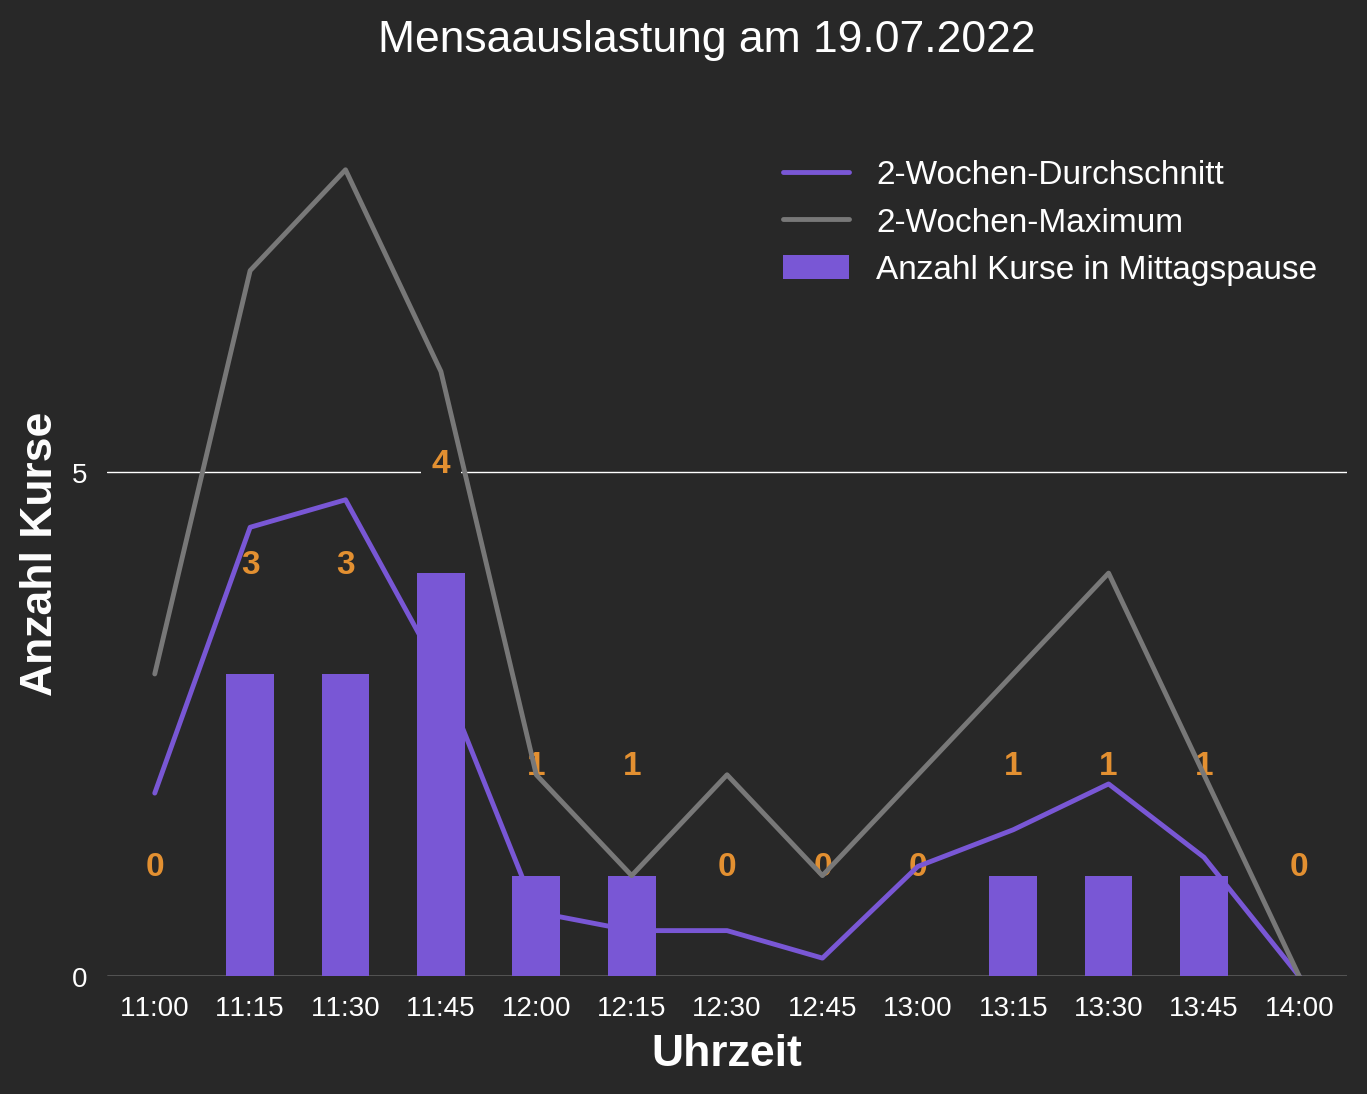 Mensaauslastung am 19.07.2022
2-Wochen-Durchschnitt
2-Wochen-Maximum
Anzahl Kurse in Mittagspause
Anzahl Kurse
5
0
0
3
3
4
1
1
0
0
0
1
1
1
0
11:00 11:15 11:30 11:45 12:00 12:15 12:30 12:45 13:00 13:15 13:30 13:45 14:00
Uhrzeit